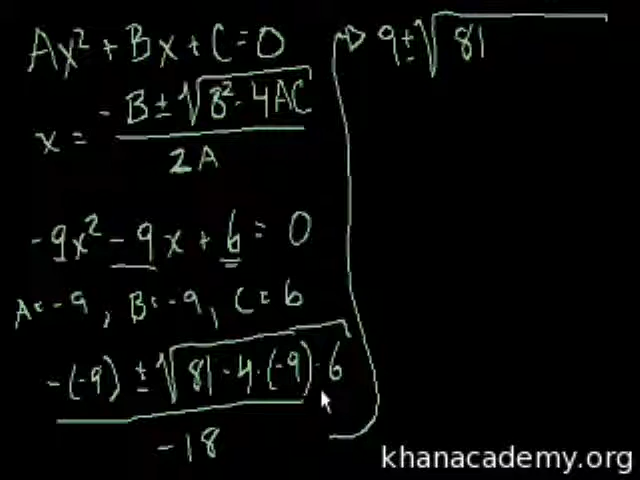 Ax² + Bx + C = 0
x = -B ± √B² - 4AC
2A
-9x² - 9x + 6 = 0
A = -9, B = -9, C = 6
-(-9) ± √81 - 4·(-9)·6
-18
→ 9 ± √81
khanacademy.org